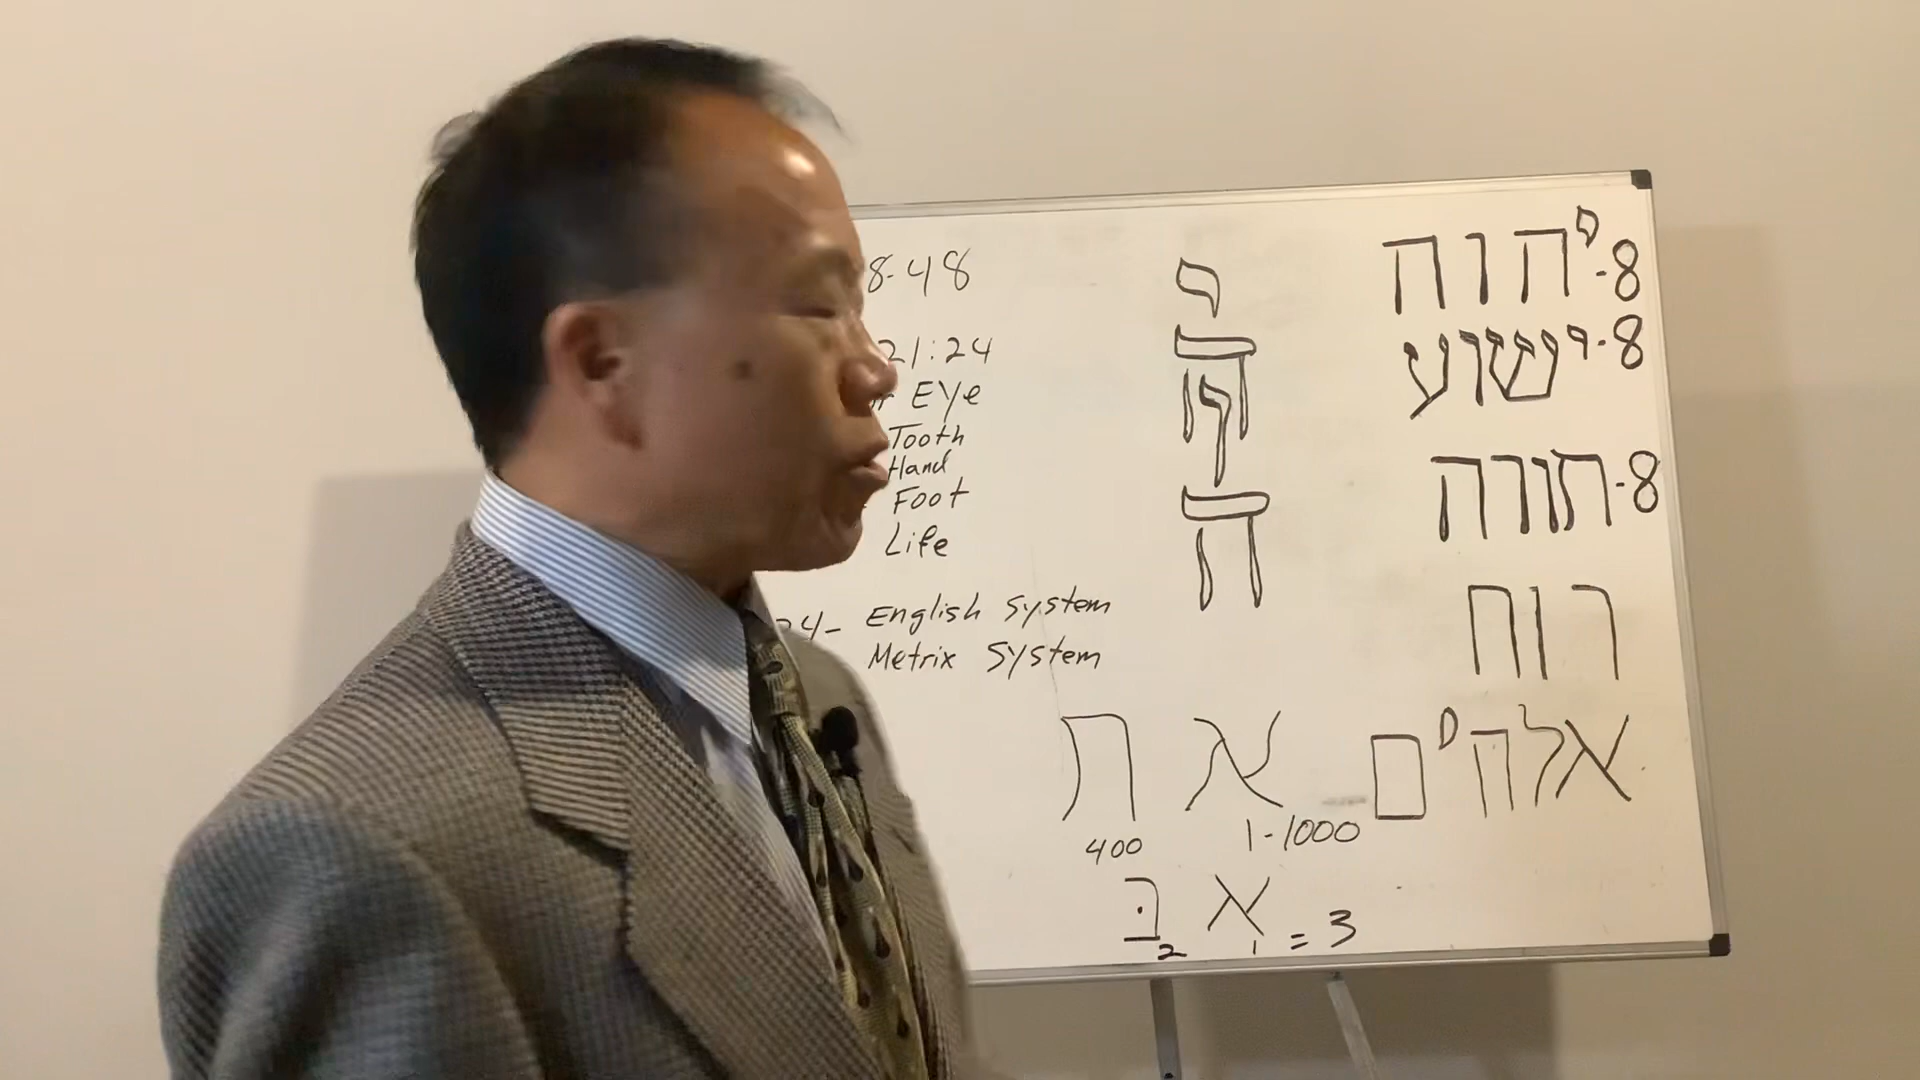 8-48
21:24
Eye
Tooth
Hand
Foot
Life
24- English System
Metrix System
י
ה
ו
ה
יהוה-8
ישוע-8
תורה-8
רוח
אלהים
א ת
1-1000
400
א בּ
1 2 = 3